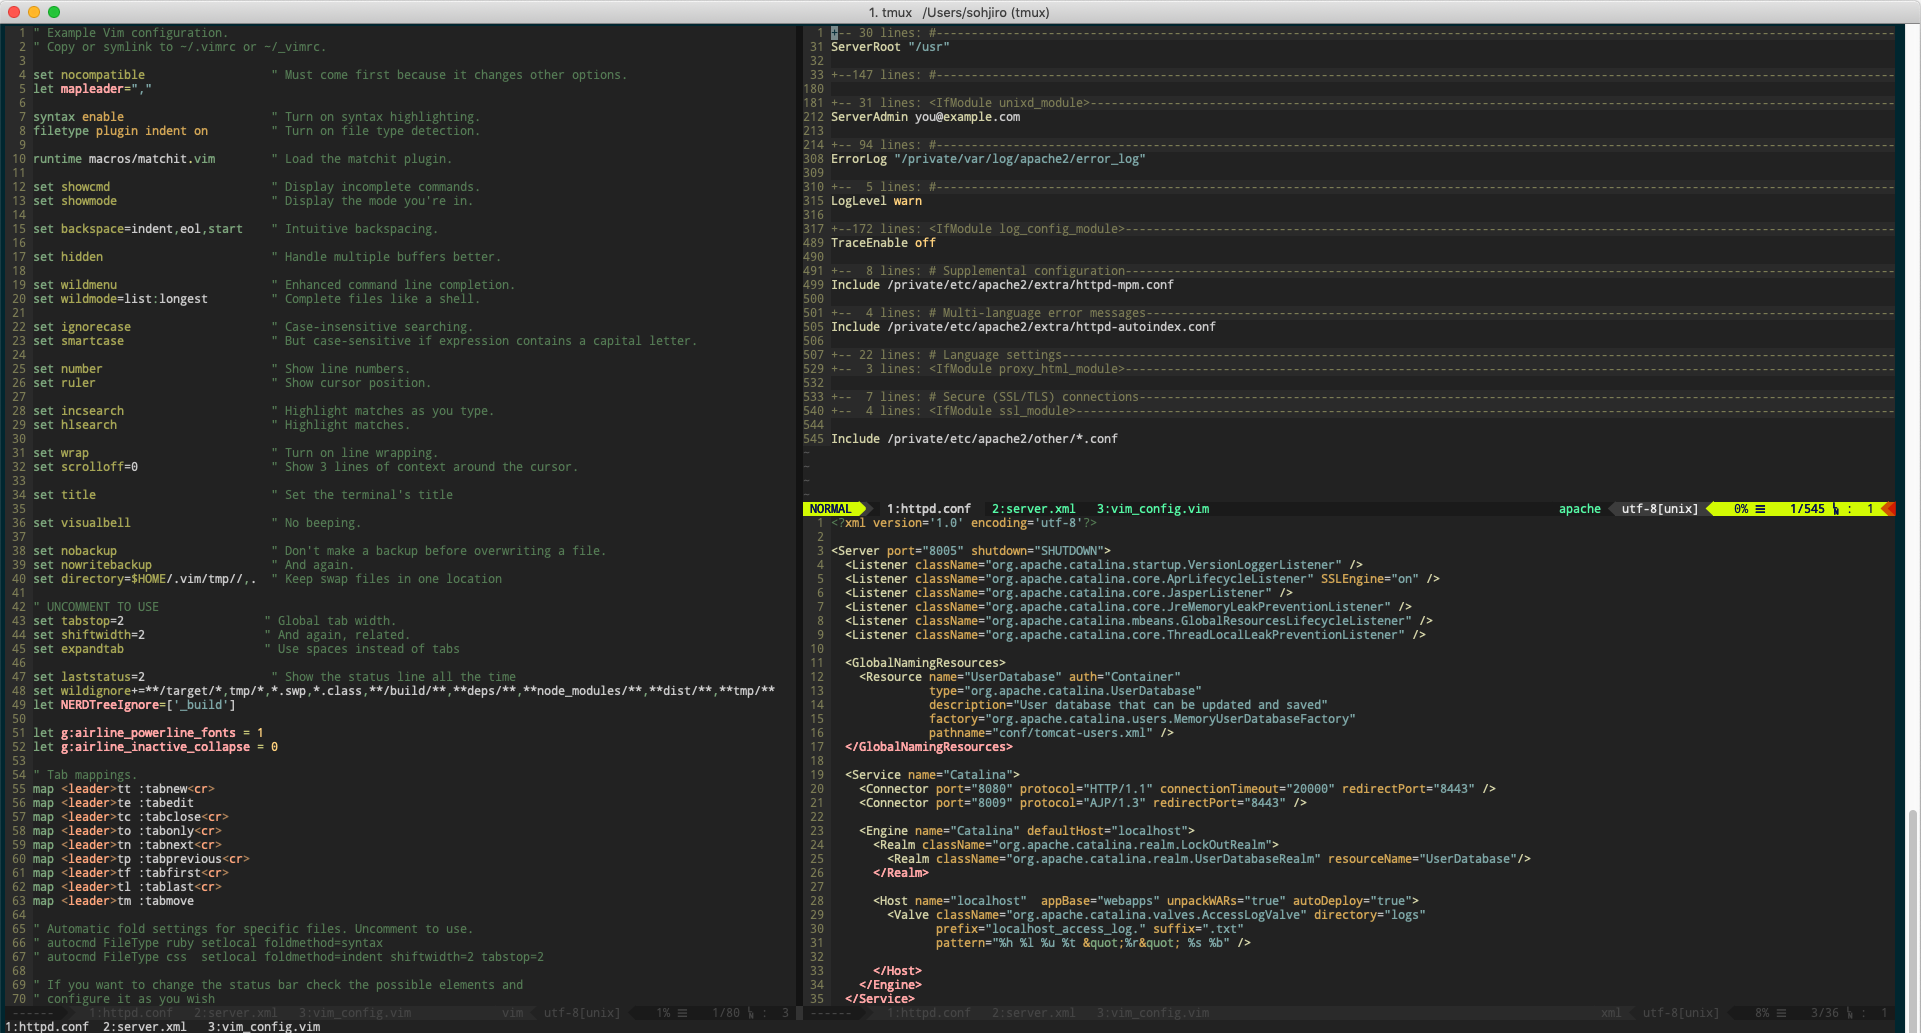 1. tmux /Users/sohjiro (tmux)
1 " Example Vim configuration.
2 " Copy or symlink to ~/.vimrc or ~/_vimrc.
3
4 set nocompatible " Must come first because it changes other options.
5 let mapleader=","
6
7 syntax enable " Turn on syntax highlighting.
8 filetype plugin indent on " Turn on file type detection.
9
10 runtime macros/matchit.vim " Load the matchit plugin.
11
12 set showcmd " Display incomplete commands.
13 set showmode " Display the mode you're in.
14
15 set backspace=indent,eol,start " Intuitive backspacing.
16
17 set hidden " Handle multiple buffers better.
18
19 set wildmenu " Enhanced command line completion.
20 set wildmode=list:longest " Complete files like a shell.
21
22 set ignorecase " Case-insensitive searching.
23 set smartcase " But case-sensitive if expression contains a capital letter.
24
25 set number " Show line numbers.
26 set ruler " Show cursor position.
27
28 set incsearch " Highlight matches as you type.
29 set hlsearch " Highlight matches.
30
31 set wrap " Turn on line wrapping.
32 set scrolloff=0 " Show 3 lines of context around the cursor.
33
34 set title " Set the terminal's title
35
36 set visualbell " No beeping.
37
38 set nobackup " Don't make a backup before overwriting a file.
39 set nowritebackup " And again.
40 set directory=$HOME/.vim/tmp//,. " Keep swap files in one location
41
42 " UNCOMMENT TO USE
43 set tabstop=2 " Global tab width.
44 set shiftwidth=2 " And again, related.
45 set expandtab " Use spaces instead of tabs
46
47 set laststatus=2 " Show the status line all the time
48 set wildignore+=**/target/*,tmp/*,*.swp,*.class,**/build/**,**deps/**,**node_modules/**,**dist/**,**tmp/**
49 let NERDTreeIgnore=['_build']
50
51 let g:airline_powerline_fonts = 1
52 let g:airline_inactive_collapse = 0
53
54 " Tab mappings.
55 map <leader>tt :tabnew<cr>
56 map <leader>te :tabedit
57 map <leader>tc :tabclose<cr>
58 map <leader>to :tabonly<cr>
59 map <leader>tn :tabnext<cr>
60 map <leader>tp :tabprevious<cr>
61 map <leader>tf :tabfirst<cr>
62 map <leader>tl :tablast<cr>
63 map <leader>tm :tabmove
64
65 " Automatic fold settings for specific files. Uncomment to use.
66 " autocmd FileType ruby setlocal foldmethod=syntax
67 " autocmd FileType css  setlocal foldmethod=indent shiftwidth=2 tabstop=2
68
69 " If you want to change the status bar check the possible elements and
70 " configure it as you wish
------ 1:httpd.conf 2:server.xml 3:vim_config.vim vim utf-8[unix] 1% ☰ 1/80 : 3
1 +-- 30 lines: #---
31 ServerRoot "/usr"
32
33 +--147 lines: #---
180
181 +-- 31 lines: <IfModule unixd_module>---
212 ServerAdmin you@example.com
213
214 +-- 94 lines: #---
308 ErrorLog "/private/var/log/apache2/error_log"
309
310 +--  5 lines: #---
315 LogLevel warn
316
317 +--172 lines: <IfModule log_config_module>---
489 TraceEnable off
490
491 +--  8 lines: # Supplemental configuration---
499 Include /private/etc/apache2/extra/httpd-mpm.conf
500
501 +--  4 lines: # Multi-language error messages---
505 Include /private/etc/apache2/extra/httpd-autoindex.conf
506
507 +-- 22 lines: # Language settings---
529 +--  3 lines: <IfModule proxy_html_module>---
532
533 +--  7 lines: # Secure (SSL/TLS) connections---
540 +--  4 lines: <IfModule ssl_module>---
544
545 Include /private/etc/apache2/other/*.conf
~
~
~
~
NORMAL 1:httpd.conf 2:server.xml 3:vim_config.vim apache utf-8[unix] 0% ☰ 1/545 : 1
1 <?xml version='1.0' encoding='utf-8'?>
2
3 <Server port="8005" shutdown="SHUTDOWN">
4 <Listener className="org.apache.catalina.startup.VersionLoggerListener" />
5 <Listener className="org.apache.catalina.core.AprLifecycleListener" SSLEngine="on" />
6 <Listener className="org.apache.catalina.core.JasperListener" />
7 <Listener className="org.apache.catalina.core.JreMemoryLeakPreventionListener" />
8 <Listener className="org.apache.catalina.mbeans.GlobalResourcesLifecycleListener" />
9 <Listener className="org.apache.catalina.core.ThreadLocalLeakPreventionListener" />
10
11 <GlobalNamingResources>
12 <Resource name="UserDatabase" auth="Container"
13 type="org.apache.catalina.UserDatabase"
14 description="User database that can be updated and saved"
15 factory="org.apache.catalina.users.MemoryUserDatabaseFactory"
16 pathname="conf/tomcat-users.xml" />
17 </GlobalNamingResources>
18
19 <Service name="Catalina">
20 <Connector port="8080" protocol="HTTP/1.1" connectionTimeout="20000" redirectPort="8443" />
21 <Connector port="8009" protocol="AJP/1.3" redirectPort="8443" />
22
23 <Engine name="Catalina" defaultHost="localhost">
24 <Realm className="org.apache.catalina.realm.LockOutRealm">
25 <Realm className="org.apache.catalina.realm.UserDatabaseRealm" resourceName="UserDatabase"/>
26 </Realm>
27
28 <Host name="localhost"  appBase="webapps" unpackWARs="true" autoDeploy="true">
29 <Valve className="org.apache.catalina.valves.AccessLogValve" directory="logs"
30 prefix="localhost_access_log." suffix=".txt"
31 pattern="%h %l %u %t &quot;%r&quot; %s %b" />
32
33 </Host>
34 </Engine>
35 </Service>
------ 1:httpd.conf 2:server.xml 3:vim_config.vim xml utf-8[unix] 8% ☰ 3/36 : 1
1:httpd.conf 2:server.xml 3:vim_config.vim